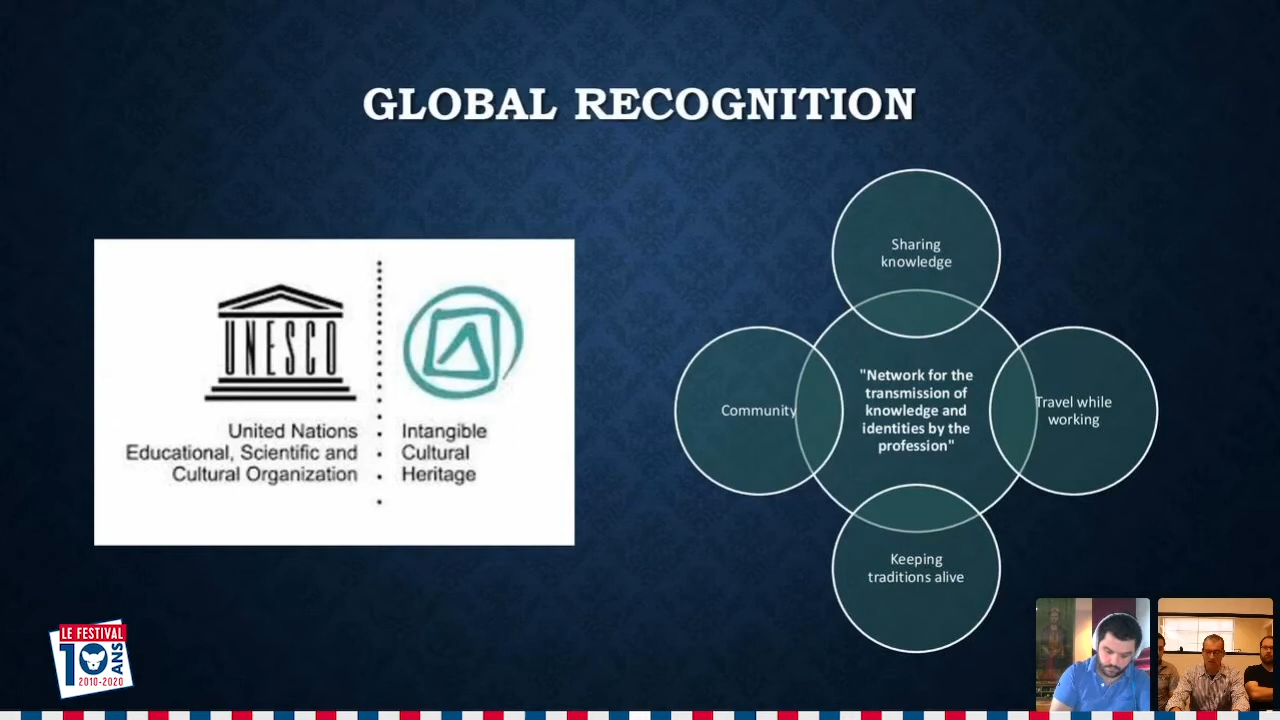 GLOBAL RECOGNITION
UNESCO
United Nations
Educational, Scientific and
Cultural Organization
Intangible
Cultural
Heritage
Sharing
knowledge
Community
"Network for the
transmission of
knowledge and
identities by the
profession"
Travel while
working
Keeping
traditions alive
LE FESTIVAL
10
ANS
2010-2020